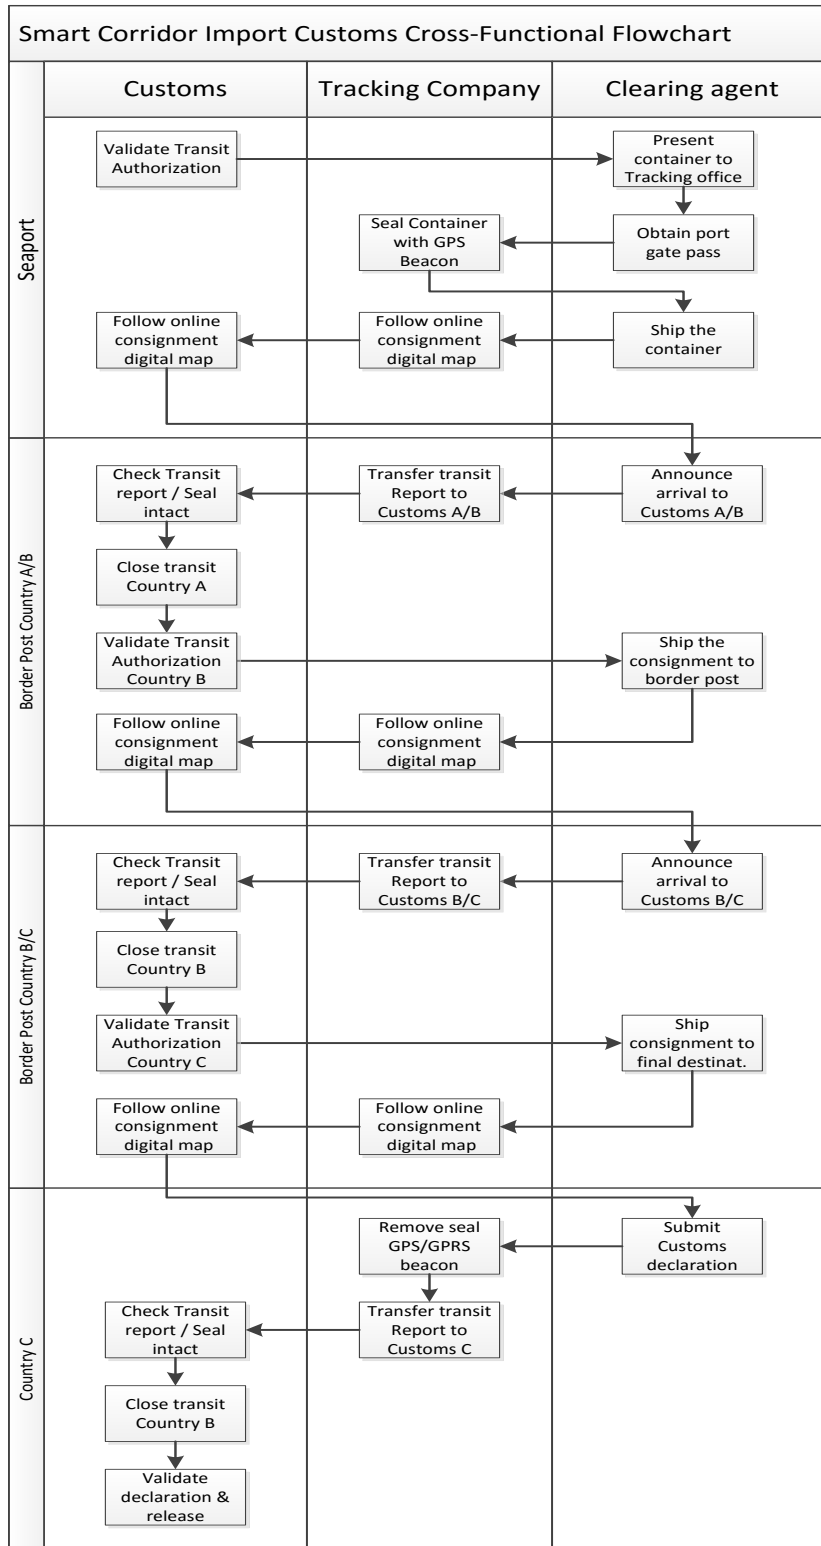 Smart Corridor Import Customs Cross-Functional Flowchart
Customs
Tracking Company
Clearing agent
Seaport
Validate Transit
Authorization
Present
container to
Tracking office
Seal Container
with GPS
Beacon
Obtain port
gate pass
Follow online
consignment
digital map
Follow online
consignment
digital map
Ship the
container
Border Post Country A/B
Check Transit
report / Seal
intact
Transfer transit
Report to
Customs A/B
Announce
arrival to
Customs A/B
Close transit
Country A
Validate Transit
Authorization
Country B
Ship the
consignment to
border post
Follow online
consignment
digital map
Follow online
consignment
digital map
Border Post Country B/C
Check Transit
report / Seal
intact
Transfer transit
Report to
Customs B/C
Announce
arrival to
Customs B/C
Close transit
Country B
Validate Transit
Authorization
Country C
Ship
consignment to
final destinat.
Follow online
consignment
digital map
Follow online
consignment
digital map
Country C
Remove seal
GPS/GPRS
beacon
Submit
Customs
declaration
Check Transit
report / Seal
intact
Transfer transit
Report to
Customs C
Close transit
Country B
Validate
declaration &
release